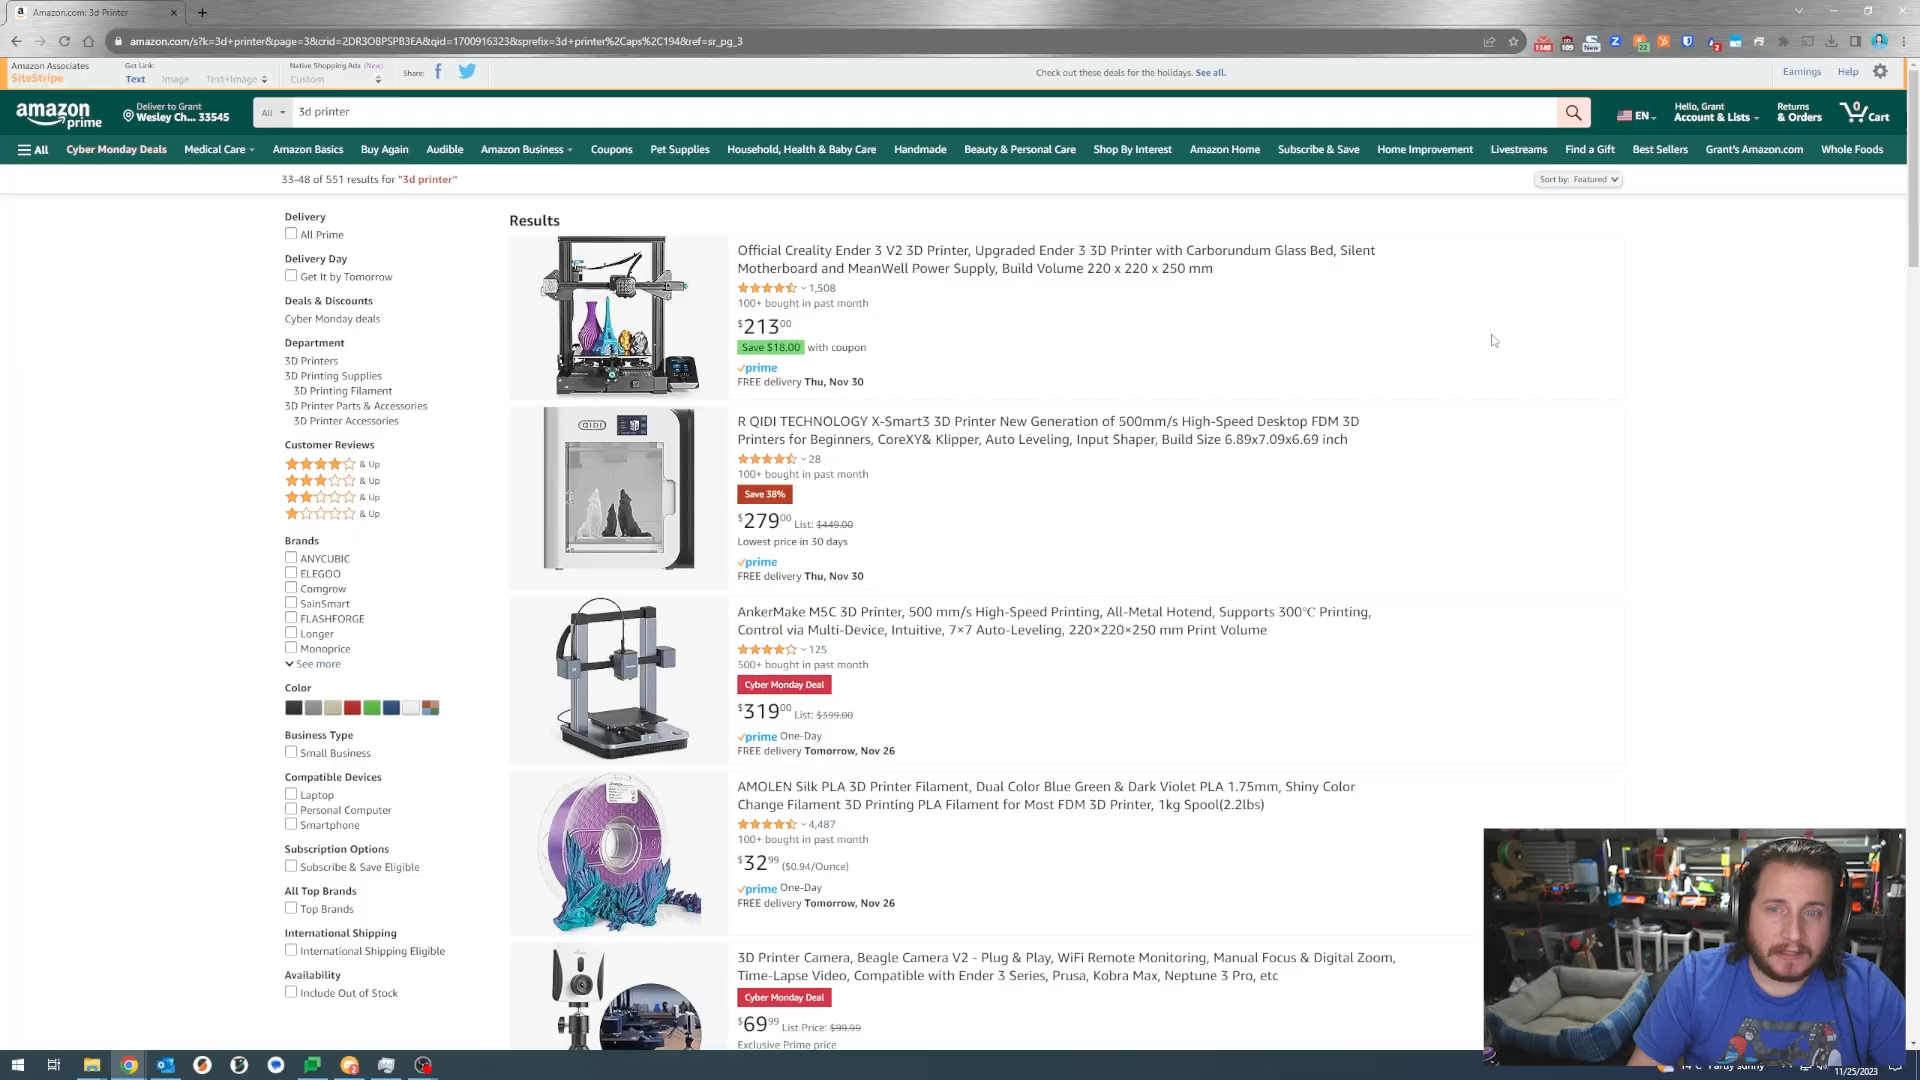 Amazon.com: 3d Printer
amazon.com/s?k=3d+printer&page=3&crid=2DR3OBPSPB3EA&qid=1700916323&sprefix=3d+printer%2Caps%2C194&ref=sr_pg_3
Amazon Associates
SiteStripe
Get Link:
Text Image Text+Image
Native Shopping Ads (New)
Custom
Share:
Check out these deals for the holidays. See all.
Earnings Help
amazon prime
Deliver to Grant
Wesley Ch... 33545
All
3d printer
EN
Hello, Grant
Account & Lists
Returns
& Orders
0
Cart
All Cyber Monday Deals Medical Care Amazon Basics Buy Again Audible Amazon Business Coupons Pet Supplies Household, Health & Baby Care Handmade Beauty & Personal Care Shop By Interest Amazon Home Subscribe & Save Home Improvement Livestreams Find a Gift Best Sellers Grant's Amazon.com Whole Foods
33-48 of 551 results for "3d printer"
Sort by: Featured
Delivery
All Prime
Delivery Day
Get It by Tomorrow
Deals & Discounts
Cyber Monday deals
Department
3D Printers
3D Printing Supplies
3D Printing Filament
3D Printer Parts & Accessories
3D Printer Accessories
Customer Reviews
& Up
& Up
& Up
& Up
Brands
ANYCUBIC
ELEGOO
Comgrow
SainSmart
FLASHFORGE
Longer
Monoprice
See more
Color
Business Type
Small Business
Compatible Devices
Laptop
Personal Computer
Smartphone
Subscription Options
Subscribe & Save Eligible
All Top Brands
Top Brands
International Shipping
International Shipping Eligible
Availability
Include Out of Stock
Results
Official Creality Ender 3 V2 3D Printer, Upgraded Ender 3 3D Printer with Carborundum Glass Bed, Silent
Motherboard and MeanWell Power Supply, Build Volume 220 x 220 x 250 mm
1,508
100+ bought in past month
$213.00
Save $18.00 with coupon
prime
FREE delivery Thu, Nov 30
QIDI
R QIDI TECHNOLOGY X-Smart3 3D Printer New Generation of 500mm/s High-Speed Desktop FDM 3D
Printers for Beginners, CoreXY& Klipper, Auto Leveling, Input Shaper, Build Size 6.89x7.09x6.69 inch
28
100+ bought in past month
Save 38%
$279.00 List: $449.00
Lowest price in 30 days
prime
FREE delivery Thu, Nov 30
AnkerMake M5C 3D Printer, 500 mm/s High-Speed Printing, All-Metal Hotend, Supports 300℃ Printing,
Control via Multi-Device, Intuitive, 7×7 Auto-Leveling, 220×220×250 mm Print Volume
125
500+ bought in past month
Cyber Monday Deal
$319.00 List: $399.00
prime One-Day
FREE delivery Tomorrow, Nov 26
AMOLEN Silk PLA 3D Printer Filament, Dual Color Blue Green & Dark Violet PLA 1.75mm, Shiny Color
Change Filament 3D Printing PLA Filament for Most FDM 3D Printer, 1kg Spool(2.2lbs)
4,487
100+ bought in past month
$32.99 ($0.94/Ounce)
prime One-Day
FREE delivery Tomorrow, Nov 26
3D Printer Camera, Beagle Camera V2 - Plug & Play, WiFi Remote Monitoring, Manual Focus & Digital Zoom,
Time-Lapse Video, Compatible with Ender 3 Series, Prusa, Kobra Max, Neptune 3 Pro, etc
Cyber Monday Deal
$69.99 List Price: $99.99
Exclusive Prime price
11/25/2023